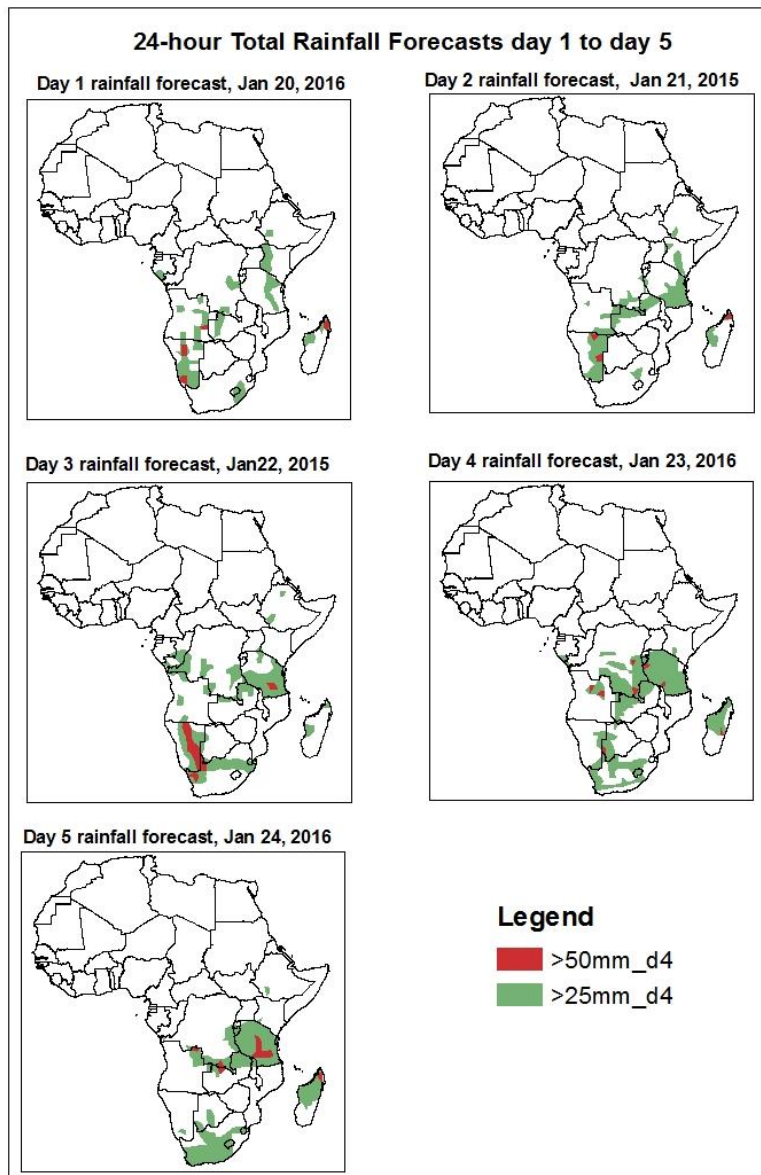 24-hour Total Rainfall Forecasts day 1 to day 5
Day 1 rainfall forecast, Jan 20, 2016
Day 2 rainfall forecast, Jan 21, 2015
Day 3 rainfall forecast, Jan22, 2015
Day 4 rainfall forecast, Jan 23, 2016
Day 5 rainfall forecast, Jan 24, 2016
Legend
>50mm_d4
>25mm_d4